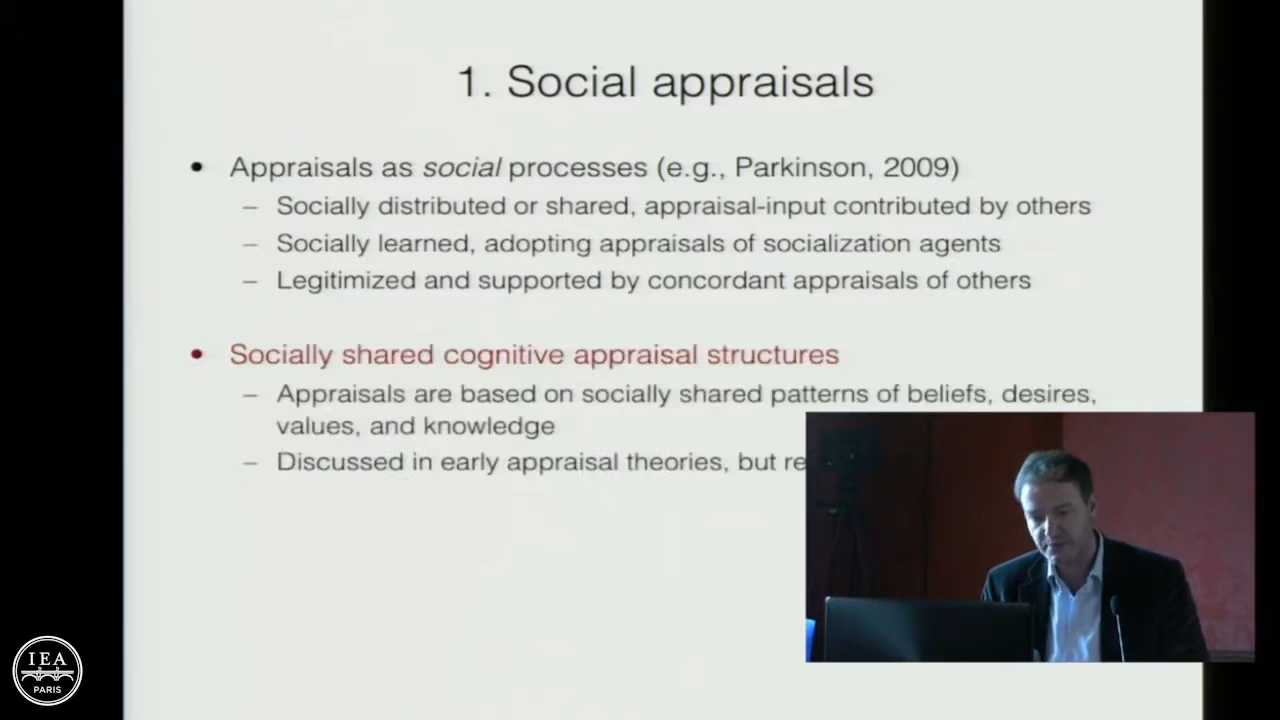 1. Social appraisals
• Appraisals as social processes (e.g., Parkinson, 2009)
– Socially distributed or shared, appraisal-input contributed by others
– Socially learned, adopting appraisals of socialization agents
– Legitimized and supported by concordant appraisals of others
• Socially shared cognitive appraisal structures
– Appraisals are based on socially shared patterns of beliefs, desires,
values, and knowledge
– Discussed in early appraisal theories, but re
IEA
PARIS